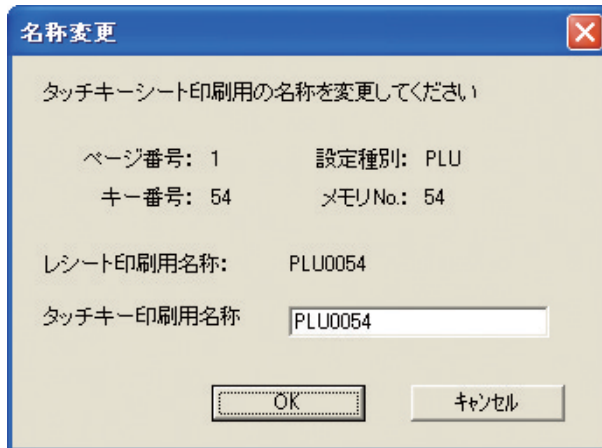 名称変更
タッチキーシート印刷用の名称を変更してください
ページ番号: 1 設定種別: PLU
キー番号: 54 メモリNo.: 54
レシート印刷用名称: PLU0054
タッチキー印刷用名称 PLU0054
OK キャンセル